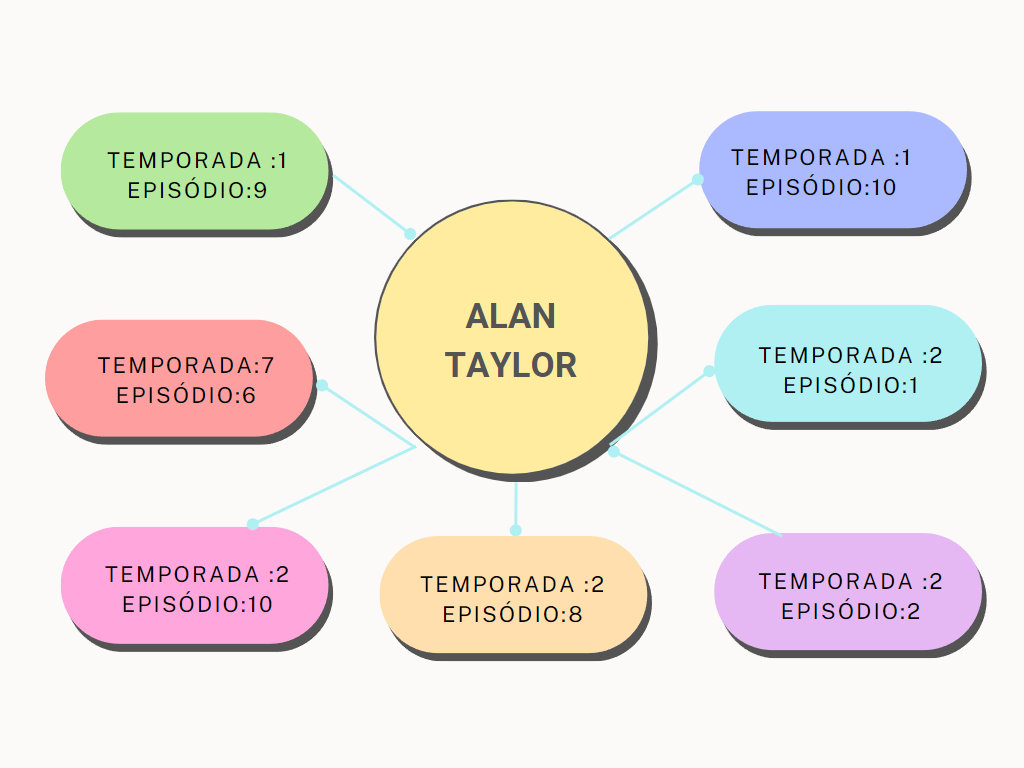 TEMPORADA :1
EPISÓDIO:9
TEMPORADA :1
EPISÓDIO:10
ALAN
TAYLOR
TEMPORADA:7
EPISÓDIO:6
TEMPORADA :2
EPISÓDIO:1
TEMPORADA :2
EPISÓDIO:10
TEMPORADA :2
EPISÓDIO:8
TEMPORADA :2
EPISÓDIO:2